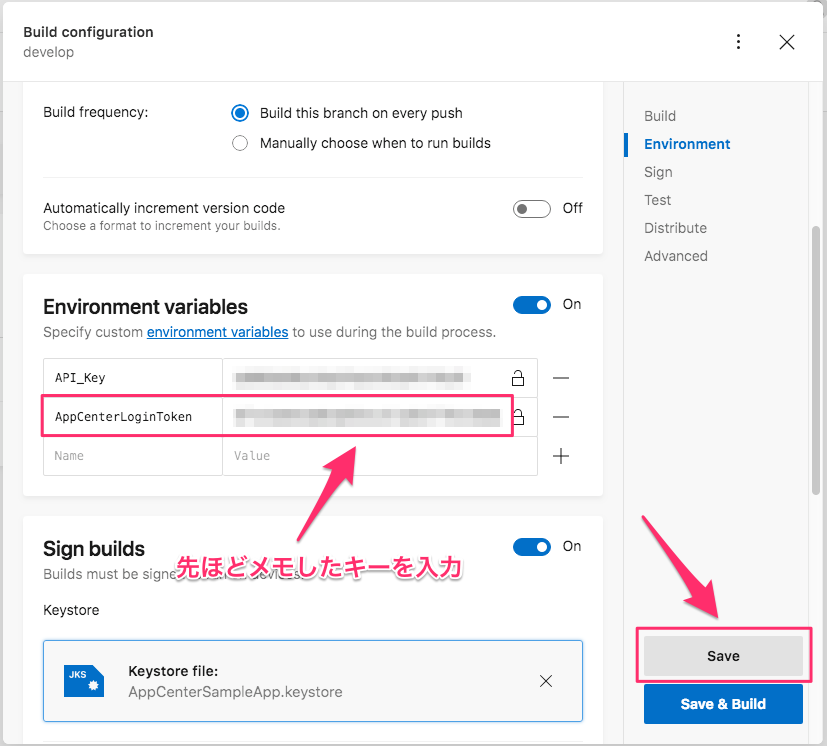 Build configuration
develop
Build frequency:
Build this branch on every push
Manually choose when to run builds
Automatically increment version code
Off
Choose a format to increment your builds.
Environment variables
On
Specify custom environment variables to use during the build process.
API_Key
AppCenterLoginToken
Name
Value
Sign builds
On
先ほどメモしたキーを入力
Builds must be signe
Keystore
JKS
Keystore file:
AppCenterSampleApp.keystore
Build
Environment
Sign
Test
Distribute
Advanced
Save
Save & Build